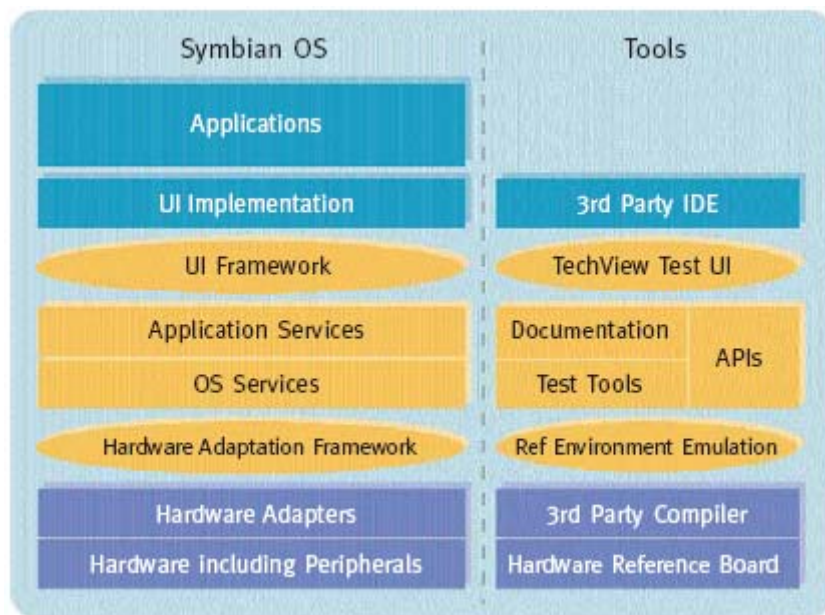 Symbian OS
Tools
Applications
UI Implementation
3rd Party IDE
UI Framework
TechView Test UI
Application Services
Documentation
APIs
OS Services
Test Tools
Hardware Adaptation Framework
Ref Environment Emulation
Hardware Adapters
3rd Party Compiler
Hardware including Peripherals
Hardware Reference Board